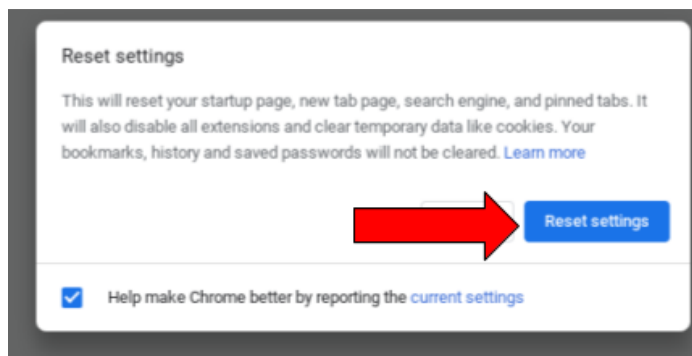 Reset settings
This will reset your startup page, new tab page, search engine, and pinned tabs. It
will also disable all extensions and clear temporary data like cookies. Your
bookmarks, history and saved passwords will not be cleared. Learn more
Reset settings
Help make Chrome better by reporting the current settings